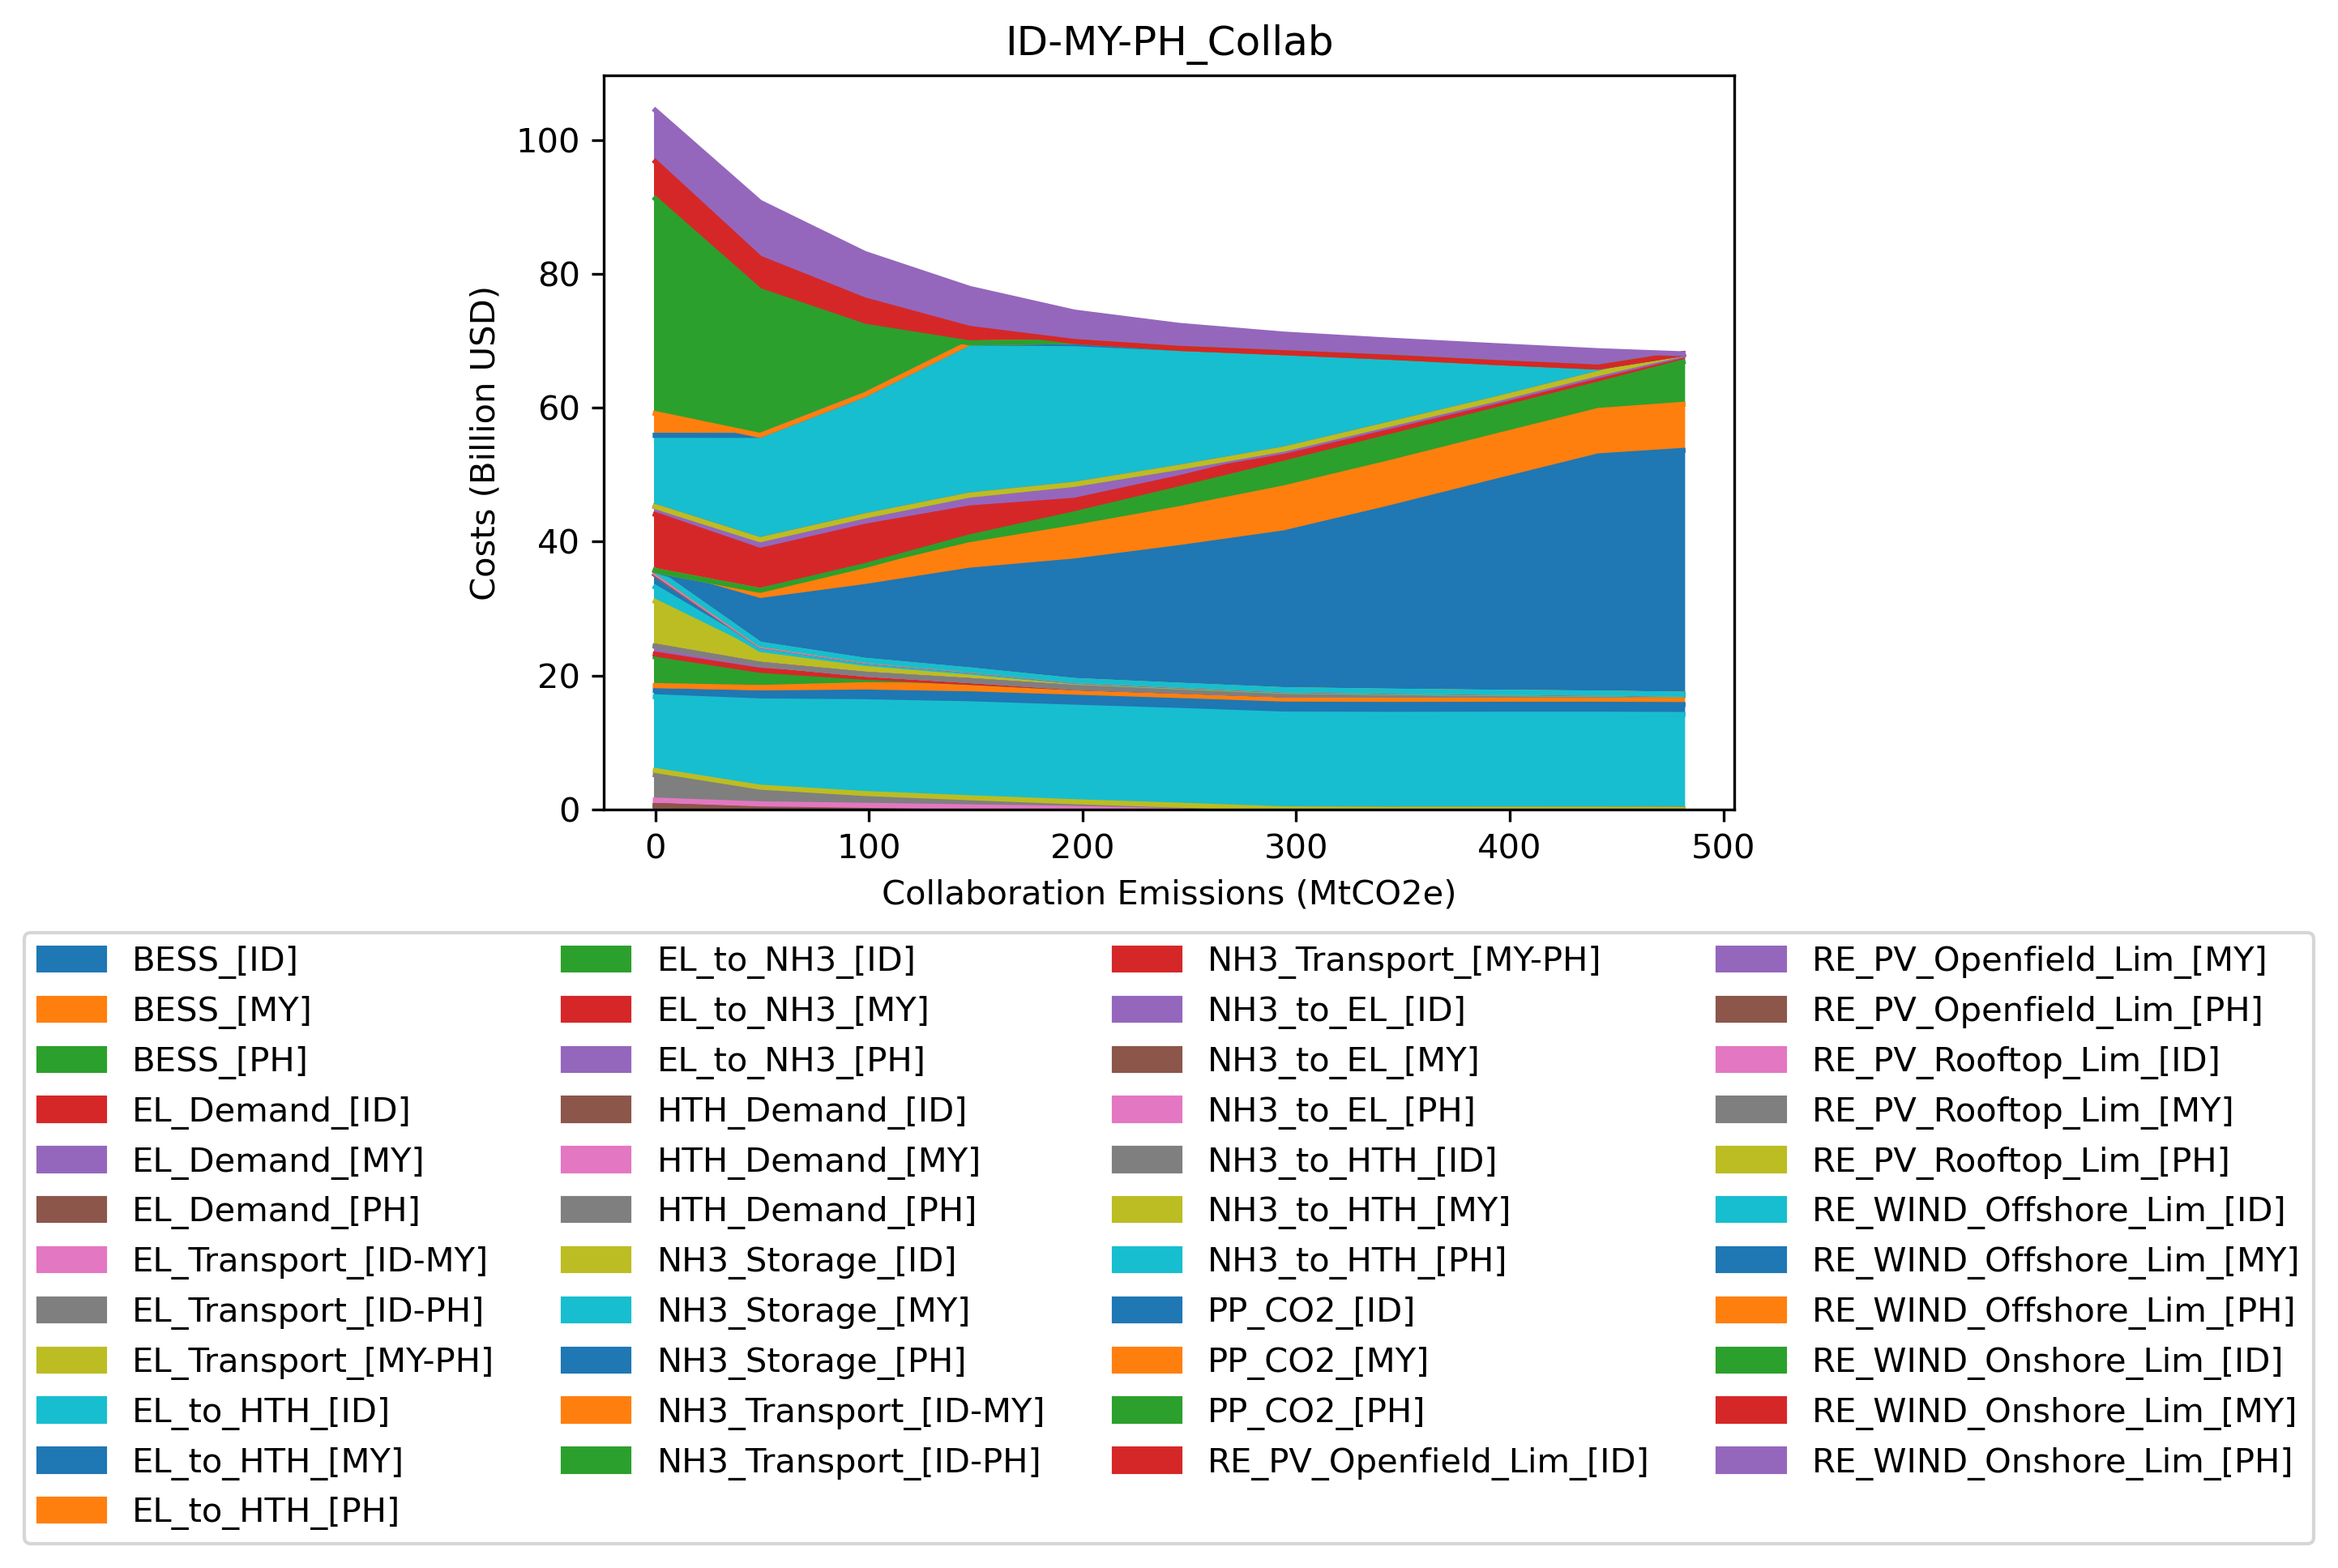 ID-MY-PH_Collab
100
80
60
40
20
0
Costs (Billion USD)
0 100 200 300 400 500
Collaboration Emissions (MtCO2e)
BESS_[ID]
BESS_[MY]
BESS_[PH]
EL_Demand_[ID]
EL_Demand_[MY]
EL_Demand_[PH]
EL_Transport_[ID-MY]
EL_Transport_[ID-PH]
EL_Transport_[MY-PH]
EL_to_HTH_[ID]
EL_to_HTH_[MY]
EL_to_HTH_[PH]
EL_to_NH3_[ID]
EL_to_NH3_[MY]
EL_to_NH3_[PH]
HTH_Demand_[ID]
HTH_Demand_[MY]
HTH_Demand_[PH]
NH3_Storage_[ID]
NH3_Storage_[MY]
NH3_Storage_[PH]
NH3_Transport_[ID-MY]
NH3_Transport_[ID-PH]
NH3_Transport_[MY-PH]
NH3_to_EL_[ID]
NH3_to_EL_[MY]
NH3_to_EL_[PH]
NH3_to_HTH_[ID]
NH3_to_HTH_[MY]
NH3_to_HTH_[PH]
PP_CO2_[ID]
PP_CO2_[MY]
PP_CO2_[PH]
RE_PV_Openfield_Lim_[ID]
RE_PV_Openfield_Lim_[MY]
RE_PV_Openfield_Lim_[PH]
RE_PV_Rooftop_Lim_[ID]
RE_PV_Rooftop_Lim_[MY]
RE_PV_Rooftop_Lim_[PH]
RE_WIND_Offshore_Lim_[ID]
RE_WIND_Offshore_Lim_[MY]
RE_WIND_Offshore_Lim_[PH]
RE_WIND_Onshore_Lim_[ID]
RE_WIND_Onshore_Lim_[MY]
RE_WIND_Onshore_Lim_[PH]